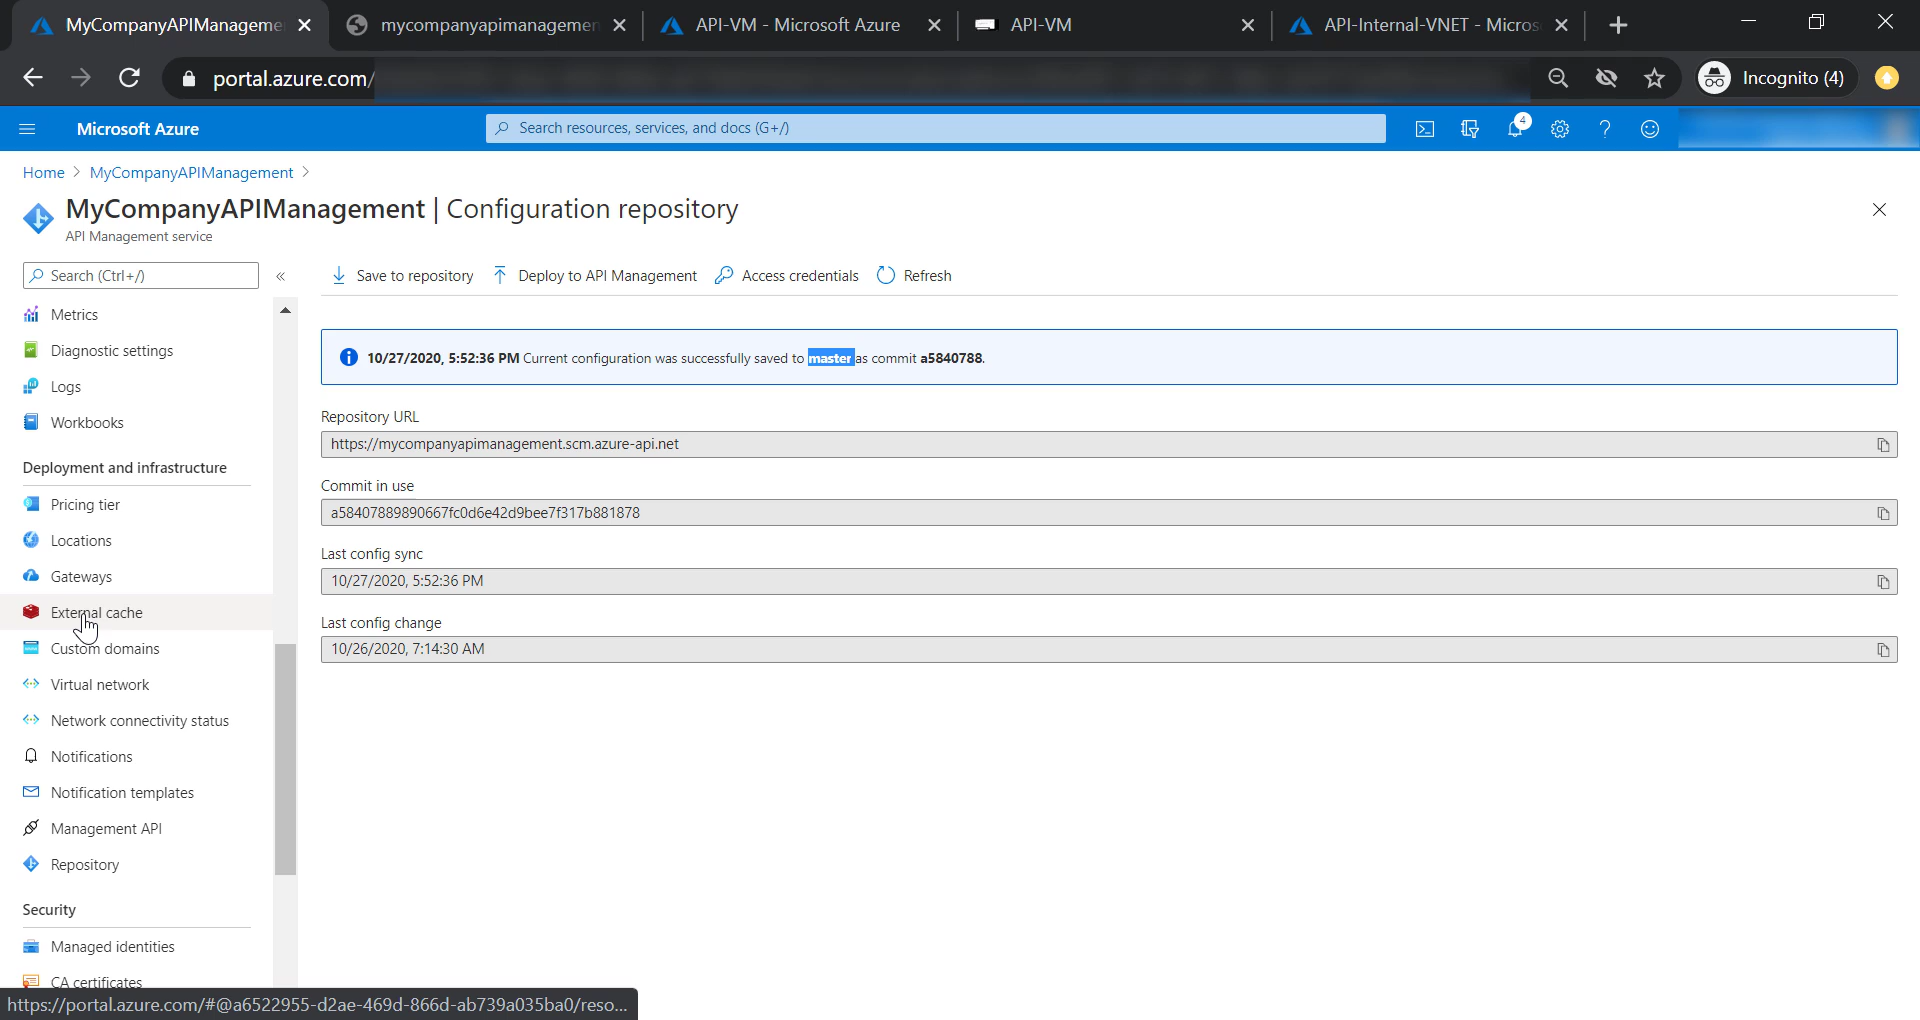 MyCompanyAPIManageme
mycompanyapimanagemen
API-VM - Microsoft Azure
API-VM
API-Internal-VNET - Micros
portal.azure.com/
Incognito (4)
Microsoft Azure
Search resources, services, and docs (G+/)
4
Home > MyCompanyAPIManagement >
MyCompanyAPIManagement | Configuration repository
API Management service
Search (Ctrl+/)
«
Save to repository
Deploy to API Management
Access credentials
Refresh
Metrics
Diagnostic settings
Logs
Workbooks
Deployment and infrastructure
Pricing tier
Locations
Gateways
External cache
Custom domains
Virtual network
Network connectivity status
Notifications
Notification templates
Management API
Repository
Security
Managed identities
CA certificates
10/27/2020, 5:52:36 PM Current configuration was successfully saved to master as commit a5840788.
Repository URL
https://mycompanyapimanagement.scm.azure-api.net
Commit in use
a58407889890667fc0d6e42d9bee7f317b881878
Last config sync
10/27/2020, 5:52:36 PM
Last config change
10/26/2020, 7:14:30 AM
https://portal.azure.com/#@a6522955-d2ae-469d-866d-ab739a035ba0/reso...